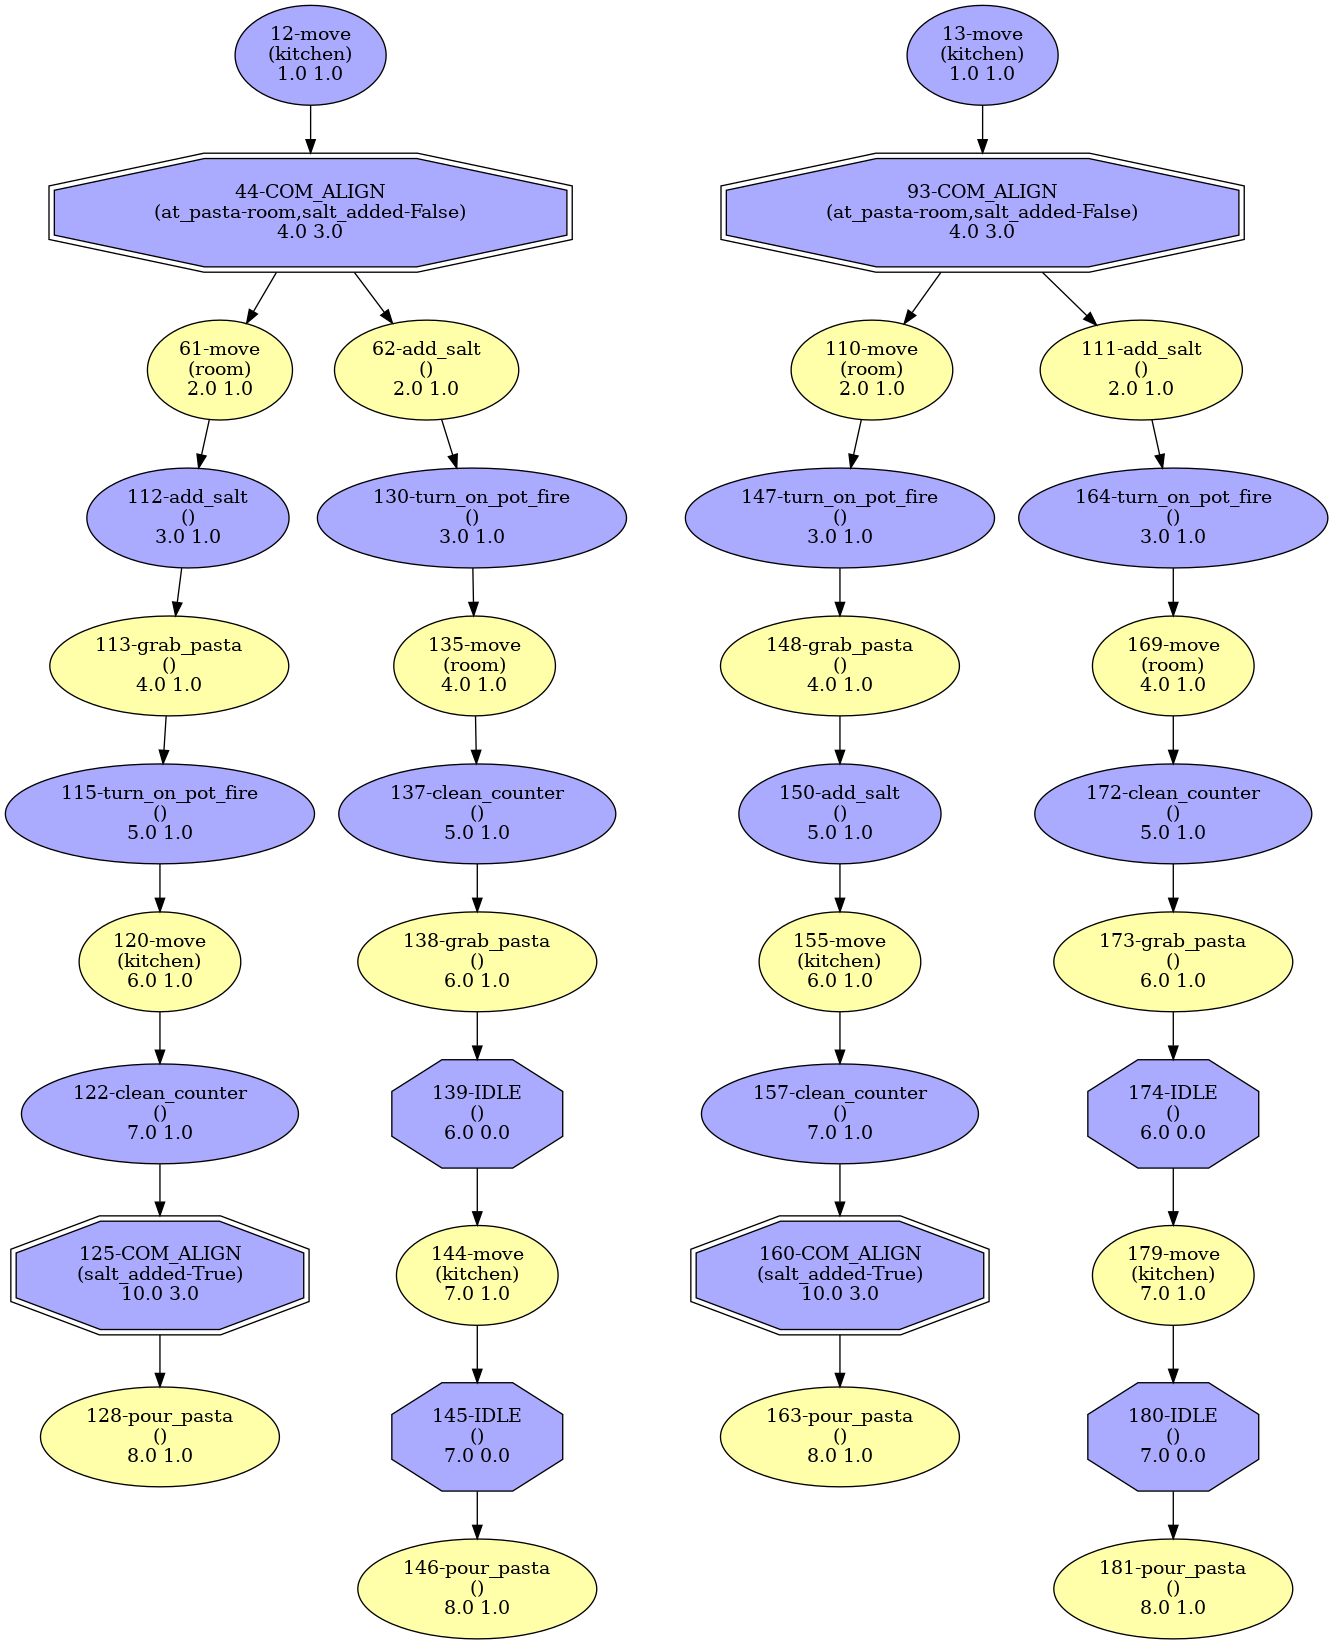 12-move
(kitchen)
1.0 1.0
13-move
(kitchen)
1.0 1.0
44-COM_ALIGN
(at_pasta-room,salt_added-False)
4.0 3.0
93-COM_ALIGN
(at_pasta-room,salt_added-False)
4.0 3.0
61-move
(room)
2.0 1.0
62-add_salt
()
2.0 1.0
110-move
(room)
2.0 1.0
111-add_salt
()
2.0 1.0
112-add_salt
()
3.0 1.0
130-turn_on_pot_fire
()
3.0 1.0
147-turn_on_pot_fire
()
3.0 1.0
164-turn_on_pot_fire
()
3.0 1.0
113-grab_pasta
()
4.0 1.0
135-move
(room)
4.0 1.0
148-grab_pasta
()
4.0 1.0
169-move
(room)
4.0 1.0
115-turn_on_pot_fire
()
5.0 1.0
137-clean_counter
()
5.0 1.0
150-add_salt
()
5.0 1.0
172-clean_counter
()
5.0 1.0
120-move
(kitchen)
6.0 1.0
138-grab_pasta
()
6.0 1.0
155-move
(kitchen)
6.0 1.0
173-grab_pasta
()
6.0 1.0
122-clean_counter
()
7.0 1.0
139-IDLE
()
6.0 0.0
157-clean_counter
()
7.0 1.0
174-IDLE
()
6.0 0.0
125-COM_ALIGN
(salt_added-True)
10.0 3.0
144-move
(kitchen)
7.0 1.0
160-COM_ALIGN
(salt_added-True)
10.0 3.0
179-move
(kitchen)
7.0 1.0
128-pour_pasta
()
8.0 1.0
145-IDLE
()
7.0 0.0
163-pour_pasta
()
8.0 1.0
180-IDLE
()
7.0 0.0
146-pour_pasta
()
8.0 1.0
181-pour_pasta
()
8.0 1.0